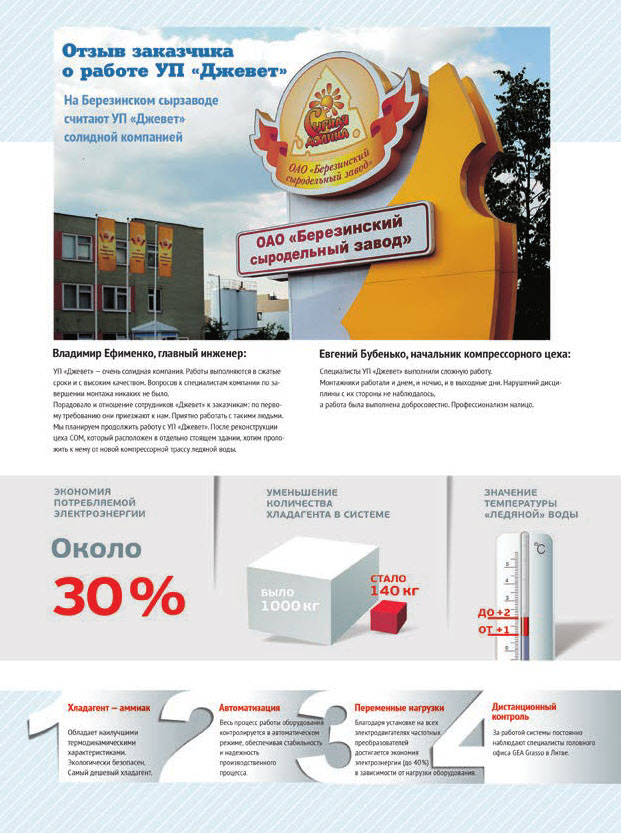 Отзыв заказчика
о работе УП «Джевет»
На Березинском сырзаводе
считают УП «Джевет»
солидной компанией
Сырная
долица
ОАО «Березинский
сыродельный завод»
ОАО «Березинский
сыродельный завод»
Владимир Ефименко, главный инженер:
УП «Джевет» — очень солидная компания. Работы выполняются в сжатые
сроки и с высоким качеством. Вопросов к специалистам компании по за-
вершении монтажа никаких не было.
Порадовало и отношение сотрудников «Джевет» к заказчикам: по перво-
му требованию они приезжают к нам. Приятно работать с такими людьми.
Мы планируем продолжить работу с УП «Джевет». После реконструкции
цеха СОМ, который расположен в отдельно стоящем здании, хотим проло-
жить к нему от новой компрессорной трассу ледяной воды.
Евгений Бубенько, начальник компрессорного цеха:
Специалисты УП «Джевет» выполнили сложную работу.
Монтажники работали и днем, и ночью, и в выходные дни. Нарушений дисци-
плины с их стороны не наблюдалось,
а работа была выполнена добросовестно. Профессионализм налицо.
ЭКОНОМИЯ
ПОТРЕБЛЯЕМОЙ
ЭЛЕКТРОЭНЕРГИИ
Около
30%
УМЕНЬШЕНИЕ
КОЛИЧЕСТВА
ХЛАДАГЕНТА В СИСТЕМЕ
БЫЛО
1000 КГ
СТАЛО
140 КГ
ЗНАЧЕНИЕ
ТЕМПЕРАТУРЫ
«ЛЕДЯНОЙ» ВОДЫ
°C
5
4
3
ДО +2
ОТ +1
0
1
Хладагент — аммиак
Обладает наилучшими
термодинамическими
характеристиками.
Экологически безопасен.
Самый дешевый хладагент.
2
Автоматизация
Весь процесс работы оборудования
контролируется в автоматическом
режиме, обеспечивая стабильность
и надежность
производственного
процесса.
3
Переменные нагрузки
Благодаря установке на всех
электродвигателях частотных
преобразователей
достигается экономия
электроэнергии (до 40%)
в зависимости от нагрузки оборудования.
4
Дистанционный
контроль
За работой системы постоянно
наблюдают специалисты головного
офиса GEA Grasso в Литве.